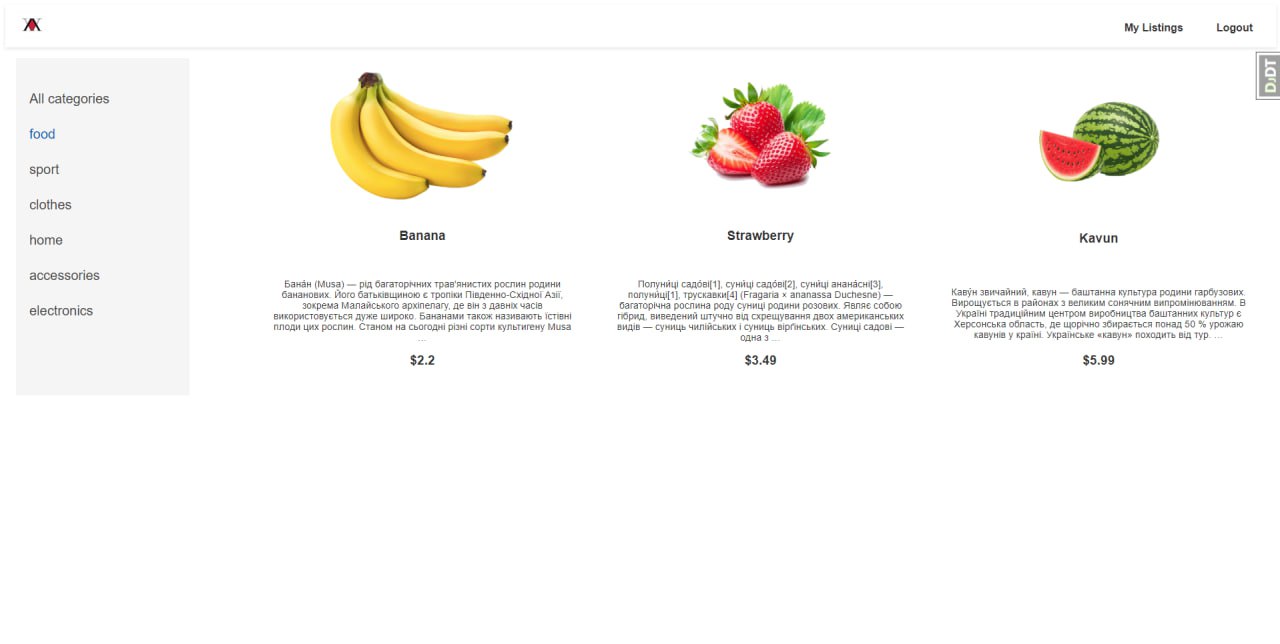 My Listings
Logout
DJDT
All categories
food
sport
clothes
home
accessories
electronics
Banana
Бана́н (Musa) — рід багаторічних трав'янистих рослин родини
бананових. Його батьківщиною є тропіки Південно-Східної Азії,
зокрема Малайського архіпелагу, де він з давніх часів
використовується дуже широко. Бананами також називають їстівні
плоди цих рослин. Станом на сьогодні різні сорти культигену Musa
...
$2.2
Strawberry
Полуни́ці садо́ві[1], суни́ці садо́ві[2], суни́ці анана́сні[3],
полуни́ці[1], трускавки[4] (Fragaria × ananassa Duchesne) —
багаторічна рослина роду суниці родини розових. Являє собою
гібрид, виведений штучно від схрещування двох американських
видів — суниць чилійських і суниць вірґінських. Суниці садові —
одна з ...
$3.49
Kavun
Каву́н звичайний, кавун — баштанна культура родини гарбузових.
Вирощується в районах з великим сонячним випромінюванням. В
Україні традиційним центром виробництва баштанних культур є
Херсонська область, де щорічно збирається понад 50 % урожаю
кавунів у країні. Українське «кавун» походить від тур. ...
$5.99